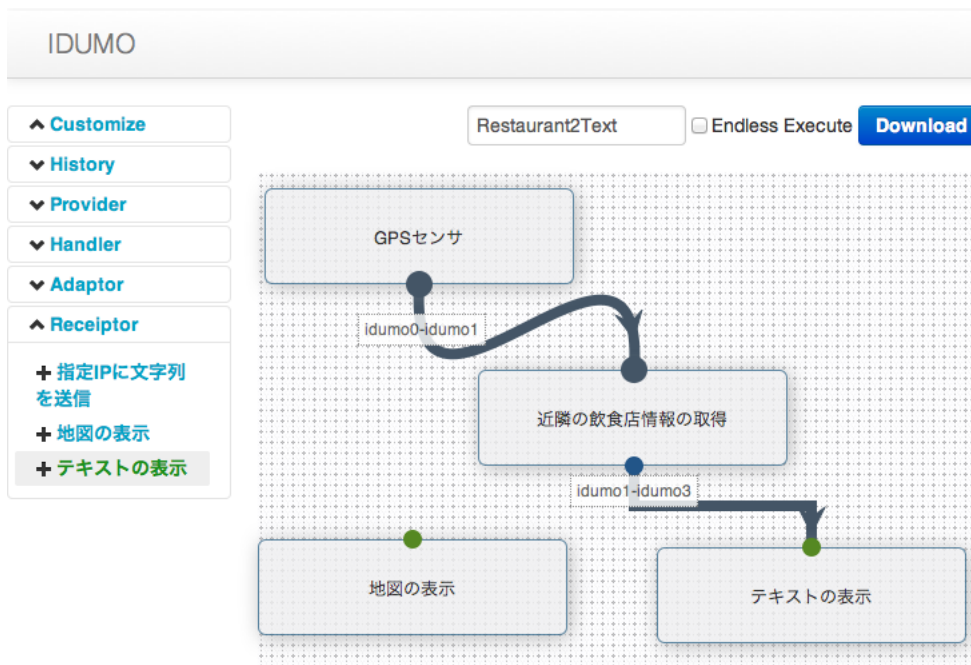 IDUMO
Customize
History
Provider
Handler
Adaptor
Receiptor
指定IPに文字列
を送信
地図の表示
テキストの表示
Restaurant2Text
Endless Execute
Download
GPSセンサ
idumo0-idumo1
近隣の飲食店情報の取得
idumo1-idumo3
地図の表示
テキストの表示